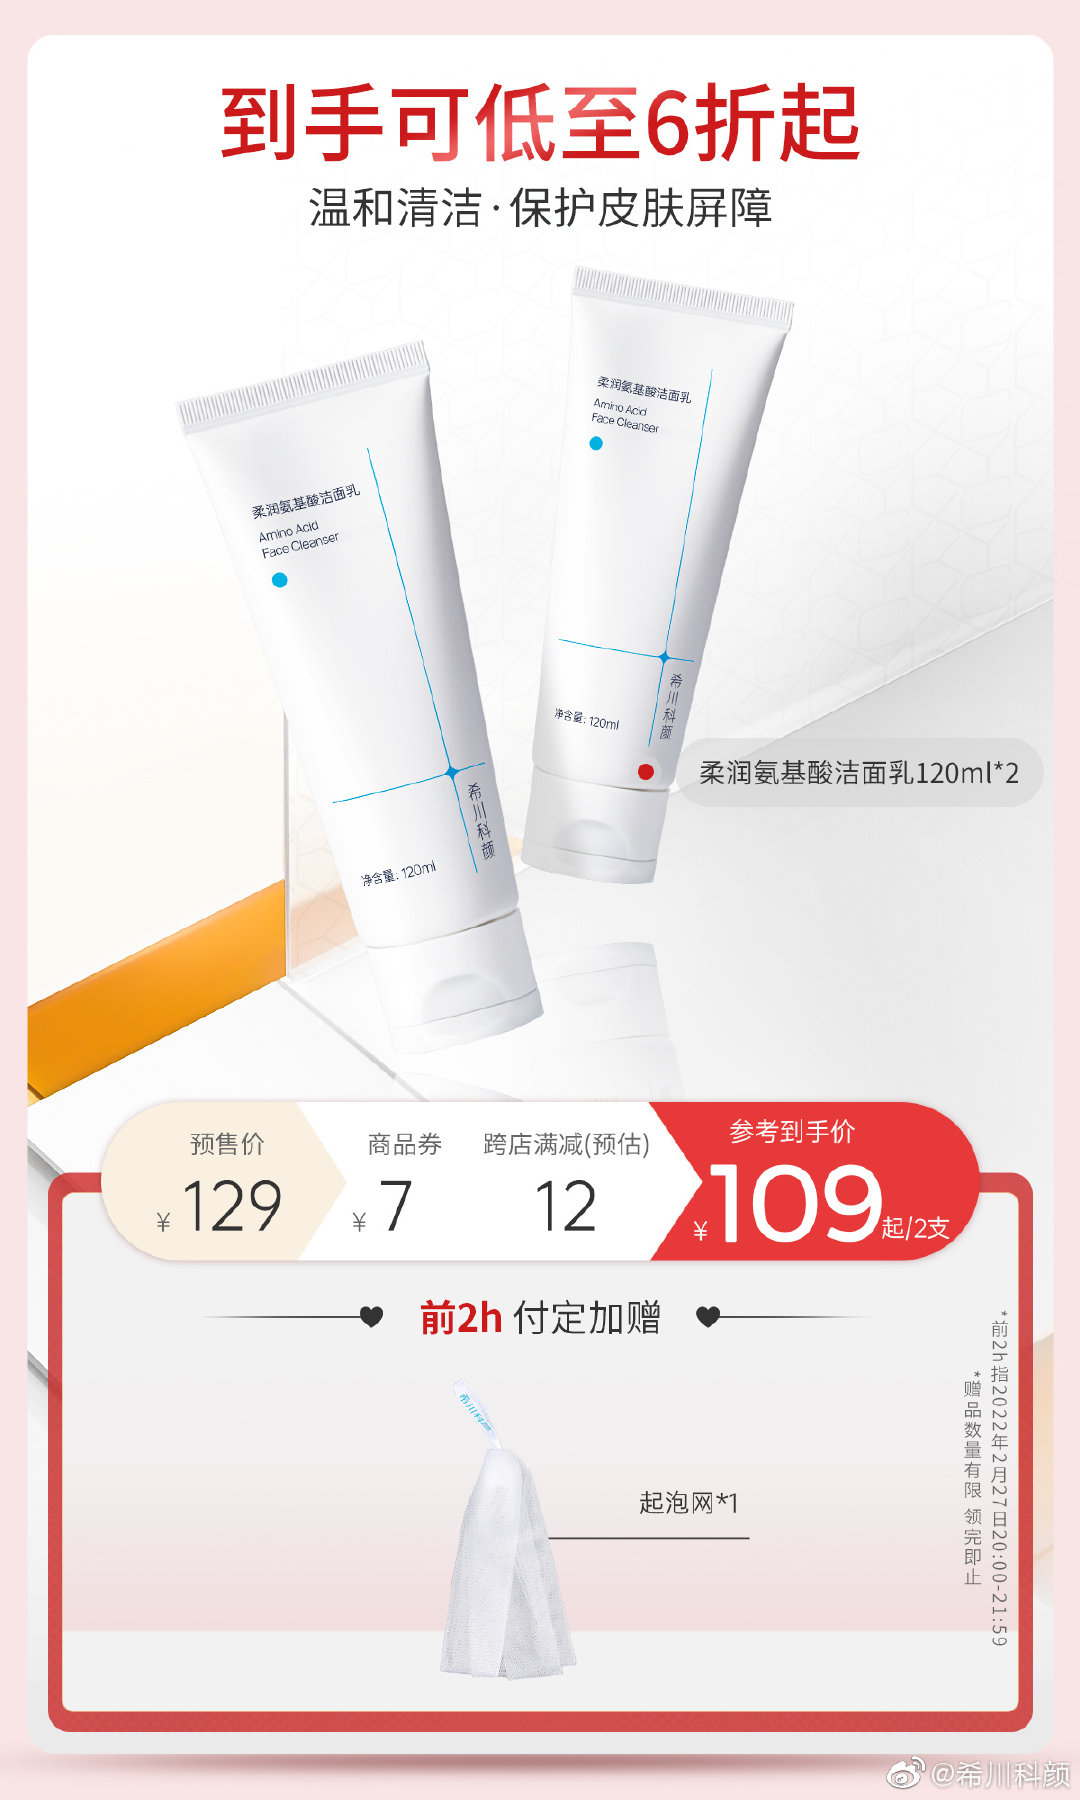 到手可低至6折起
温和清洁·保护皮肤屏障
柔润氨基酸洁面乳
Amino Acid
Face Cleanser
希川科颜
净含量: 120ml
柔润氨基酸洁面乳
Amino Acid
Face Cleanser
希川科颜
净含量: 120ml
柔润氨基酸洁面乳120ml*2
预售价
¥129
商品券
¥7
跨店满减(预估)
12
参考到手价
¥109起/2支
前2h 付定加赠
希川科颜
起泡网*1
*前2h指2022年2月27日20:00-21:59
*赠品数量有限 领完即止
@希川科颜